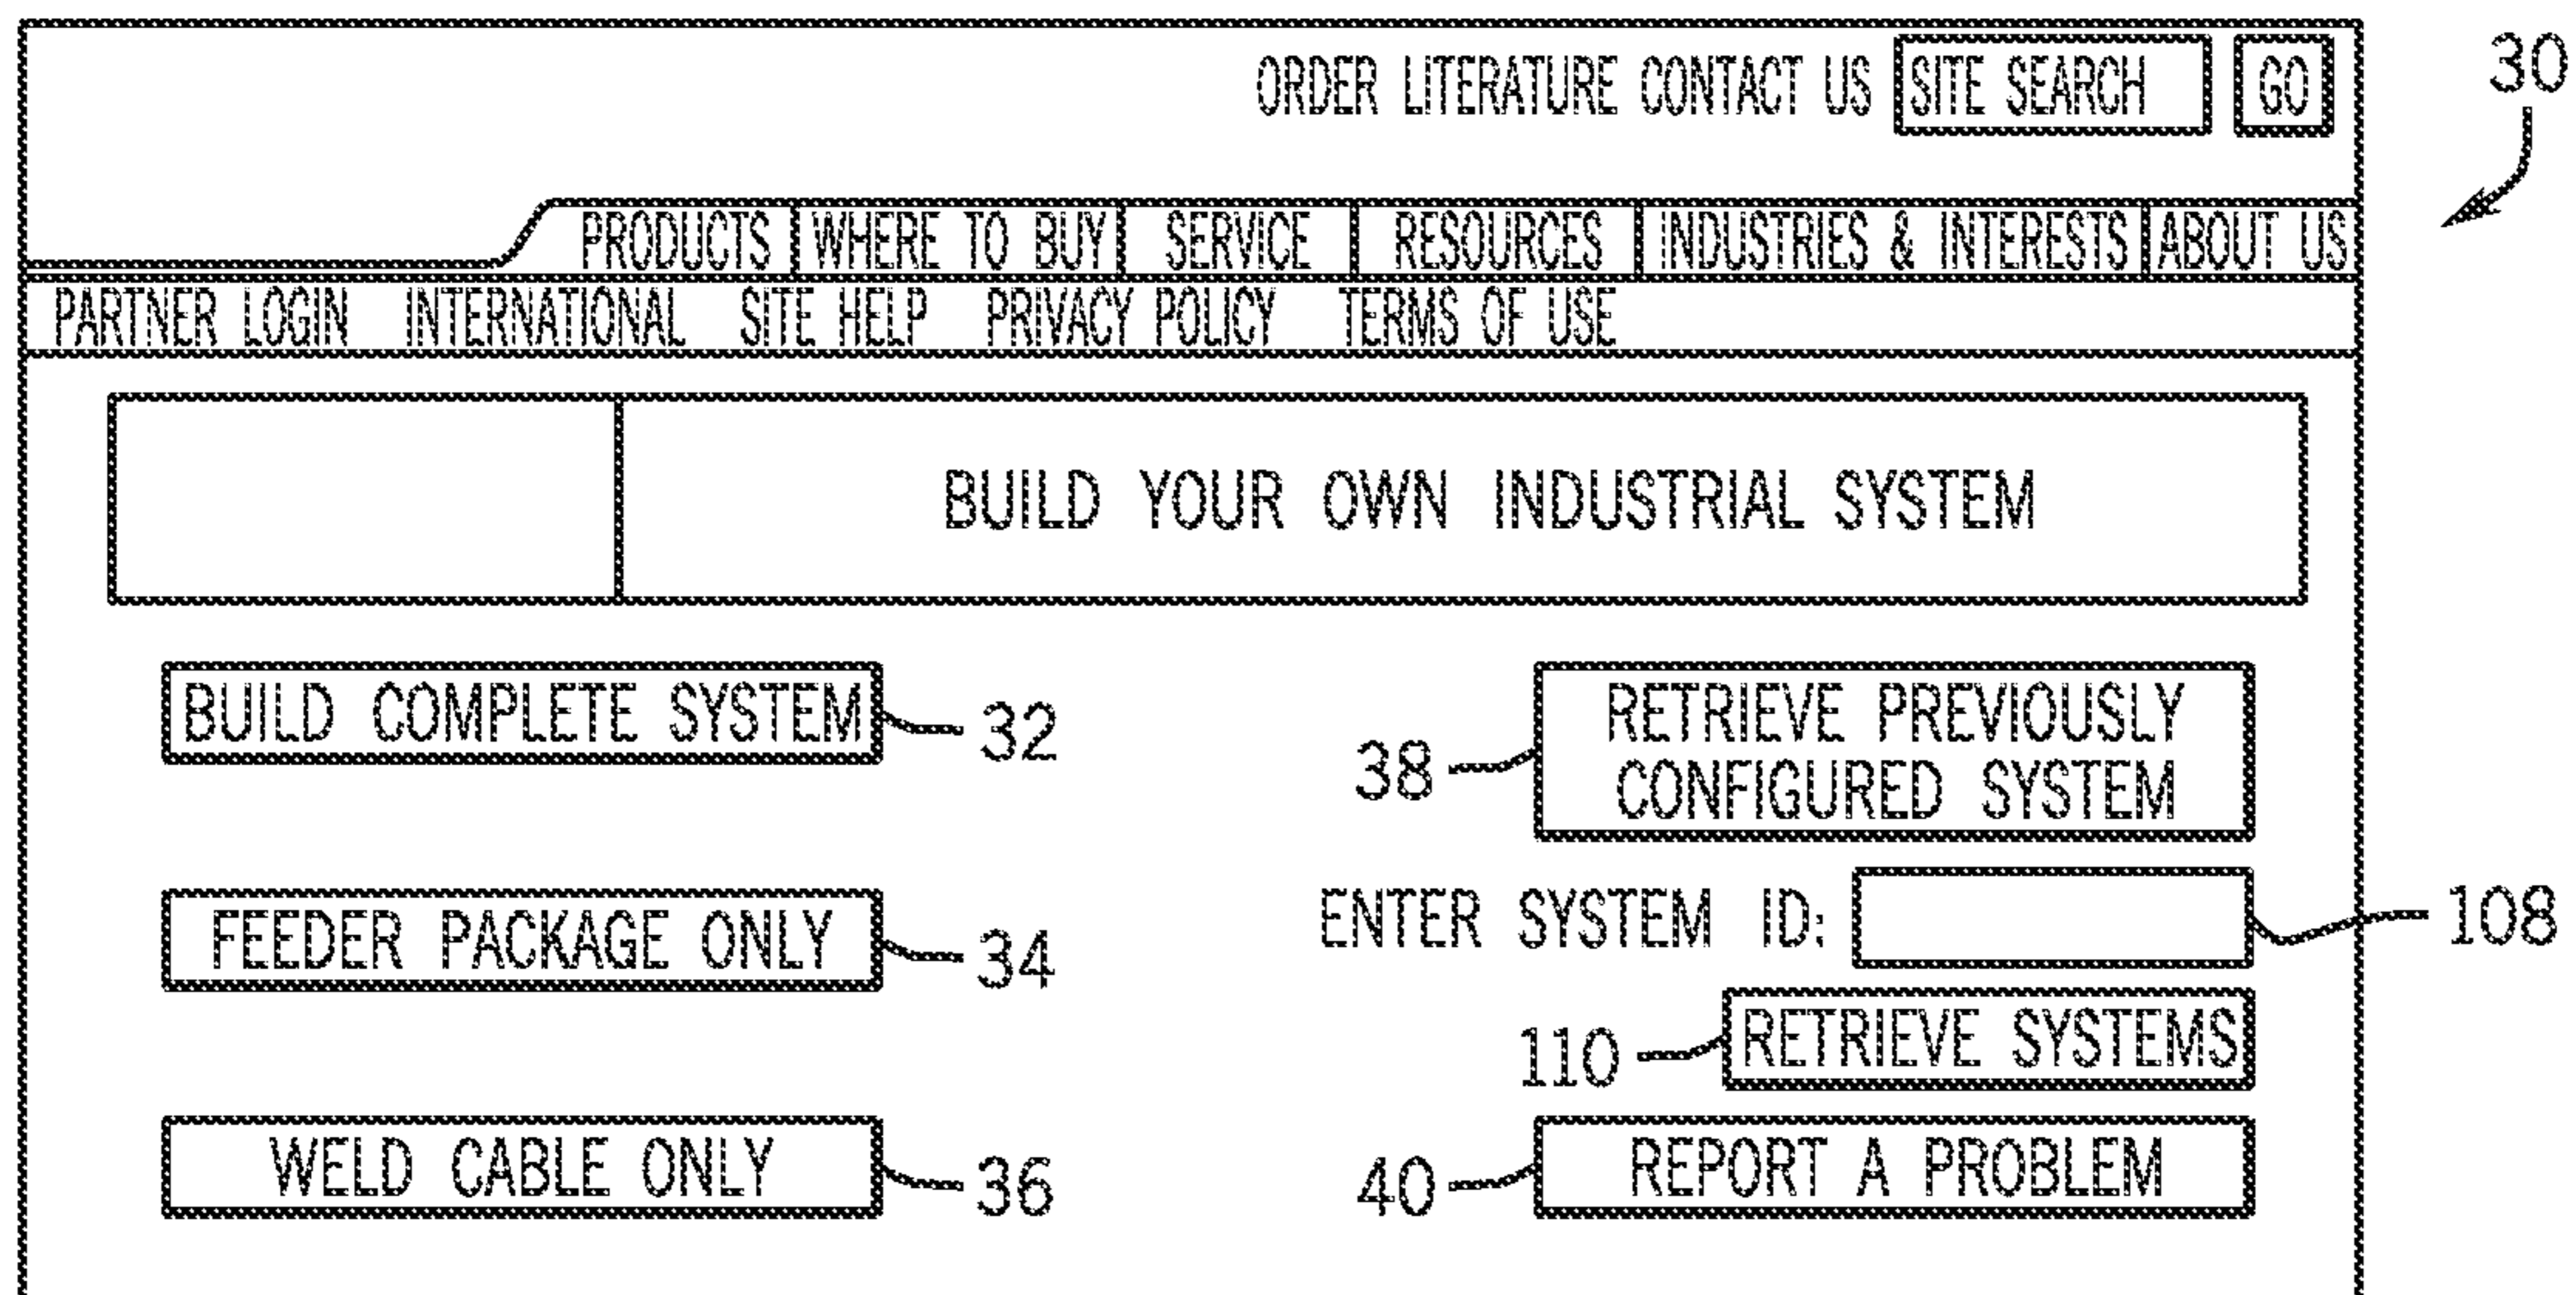 ORDER LITERATURE CONTACT US SITE SEARCH GO
30
PRODUCTS WHERE TO BUY SERVICE RESOURCES INDUSTRIES & INTERESTS ABOUT US
PARTNER LOGIN INTERNATIONAL SITE HELP PRIVACY POLICY TERMS OF USE
BUILD YOUR OWN INDUSTRIAL SYSTEM
BUILD COMPLETE SYSTEM 32
FEEDER PACKAGE ONLY 34
WELD CABLE ONLY 36
38 RETRIEVE PREVIOUSLY
CONFIGURED SYSTEM
ENTER SYSTEM ID: 108
110 RETRIEVE SYSTEMS
40 REPORT A PROBLEM